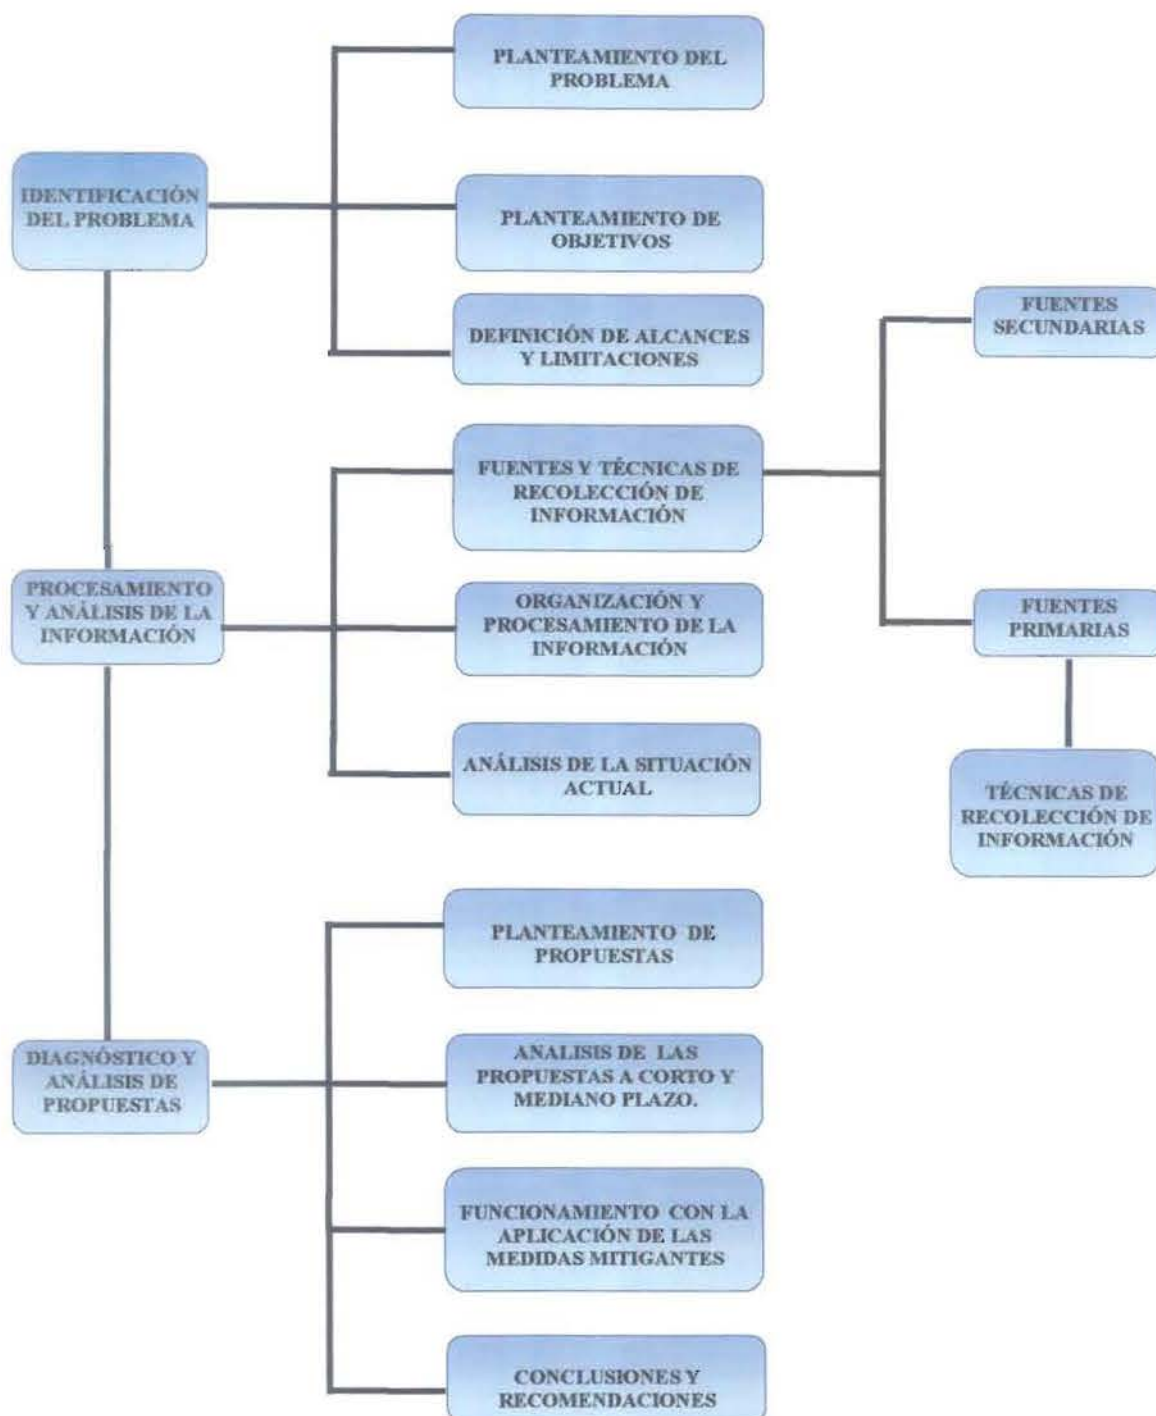 PLANTEAMIENTO DEL
PROBLEMA
IDENTIFICACIÓN
DEL PROBLEMA
PLANTEAMIENTO DE
OBJETIVOS
DEFINICIÓN DE ALCANCES
Y LIMITACIONES
FUENTES
SECUNDARIAS
FUENTES Y TÉCNICAS DE
RECOLECCIÓN DE
INFORMACIÓN
PROCESAMIENTO
Y ANÁLISIS DE LA
INFORMACIÓN
ORGANIZACIÓN Y
PROCESAMIENTO DE LA
INFORMACIÓN
FUENTES
PRIMARIAS
ANÁLISIS DE LA SITUACIÓN
ACTUAL
TÉCNICAS DE
RECOLECCIÓN DE
INFORMACIÓN
PLANTEAMIENTO DE
PROPUESTAS
DIAGNÓSTICO Y
ANÁLISIS DE
PROPUESTAS
ANALISIS DE LAS
PROPUESTAS A CORTO Y
MEDIANO PLAZO.
FUNCIONAMIENTO CON LA
APLICACIÓN DE LAS
MEDIDAS MITIGANTES
CONCLUSIONES Y
RECOMENDACIONES